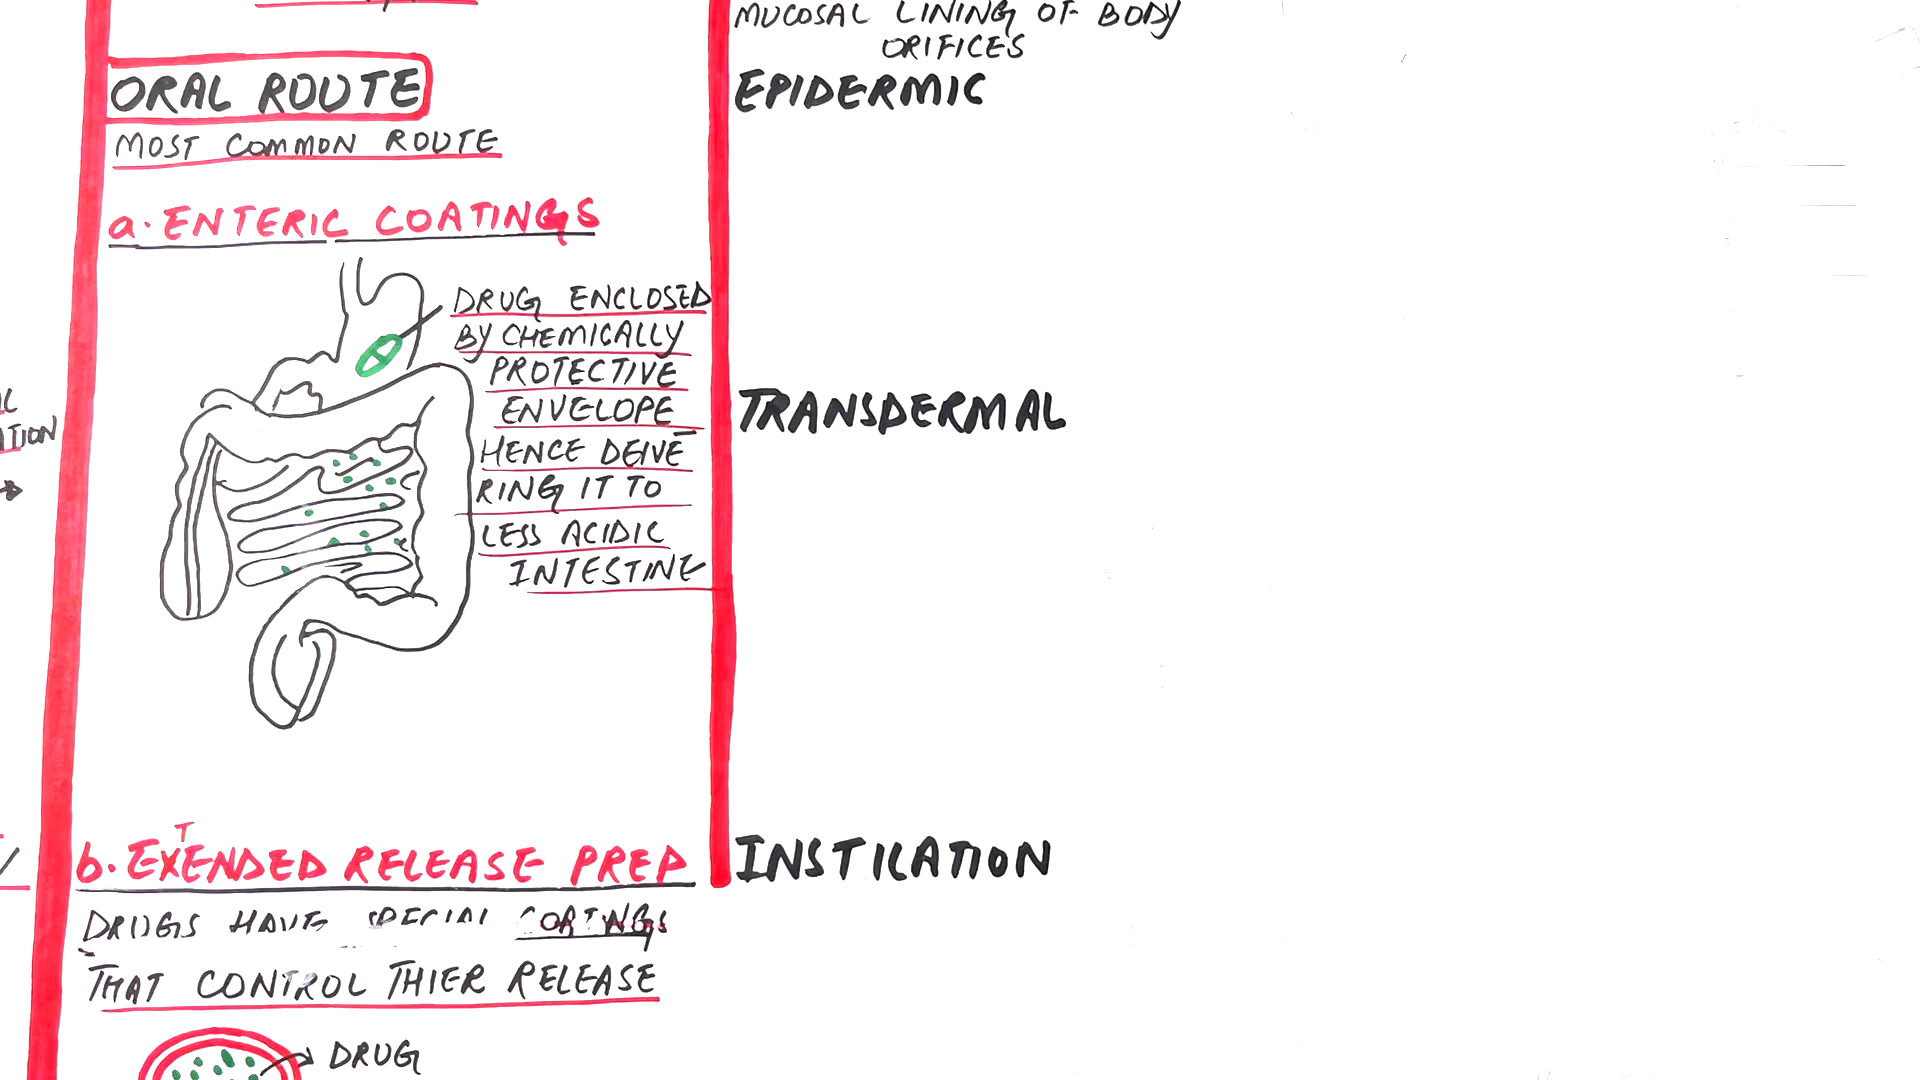 MUCOSAL LINING OF BODY
ORIFICES
ORAL ROUTE
MOST COMMON ROUTE
a. ENTERIC COATINGS
DRUG ENCLOSED
BY CHEMICALLY
PROTECTIVE
ENVELOPE
HENCE DEIVE
RING IT TO
LESS ACIDIC
INTESTINE
b. EXTENDED RELEASE PREP
DRUGS HAVE SPECIAL COATINGS
THAT CONTROL THIER RELEASE
DRUG
EPIDERMIC
TRANSDERMAL
INSTILATION